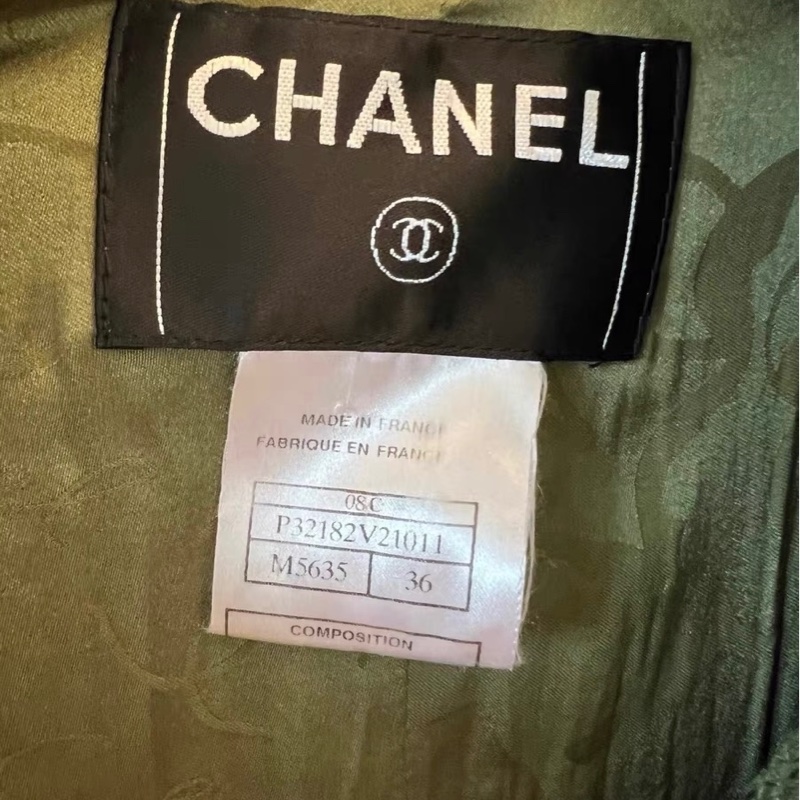 CHANEL
MADE IN FRANCE
FABRIQUE EN FRANCE
08C
P32182V21011
M5635 36
COMPOSITION